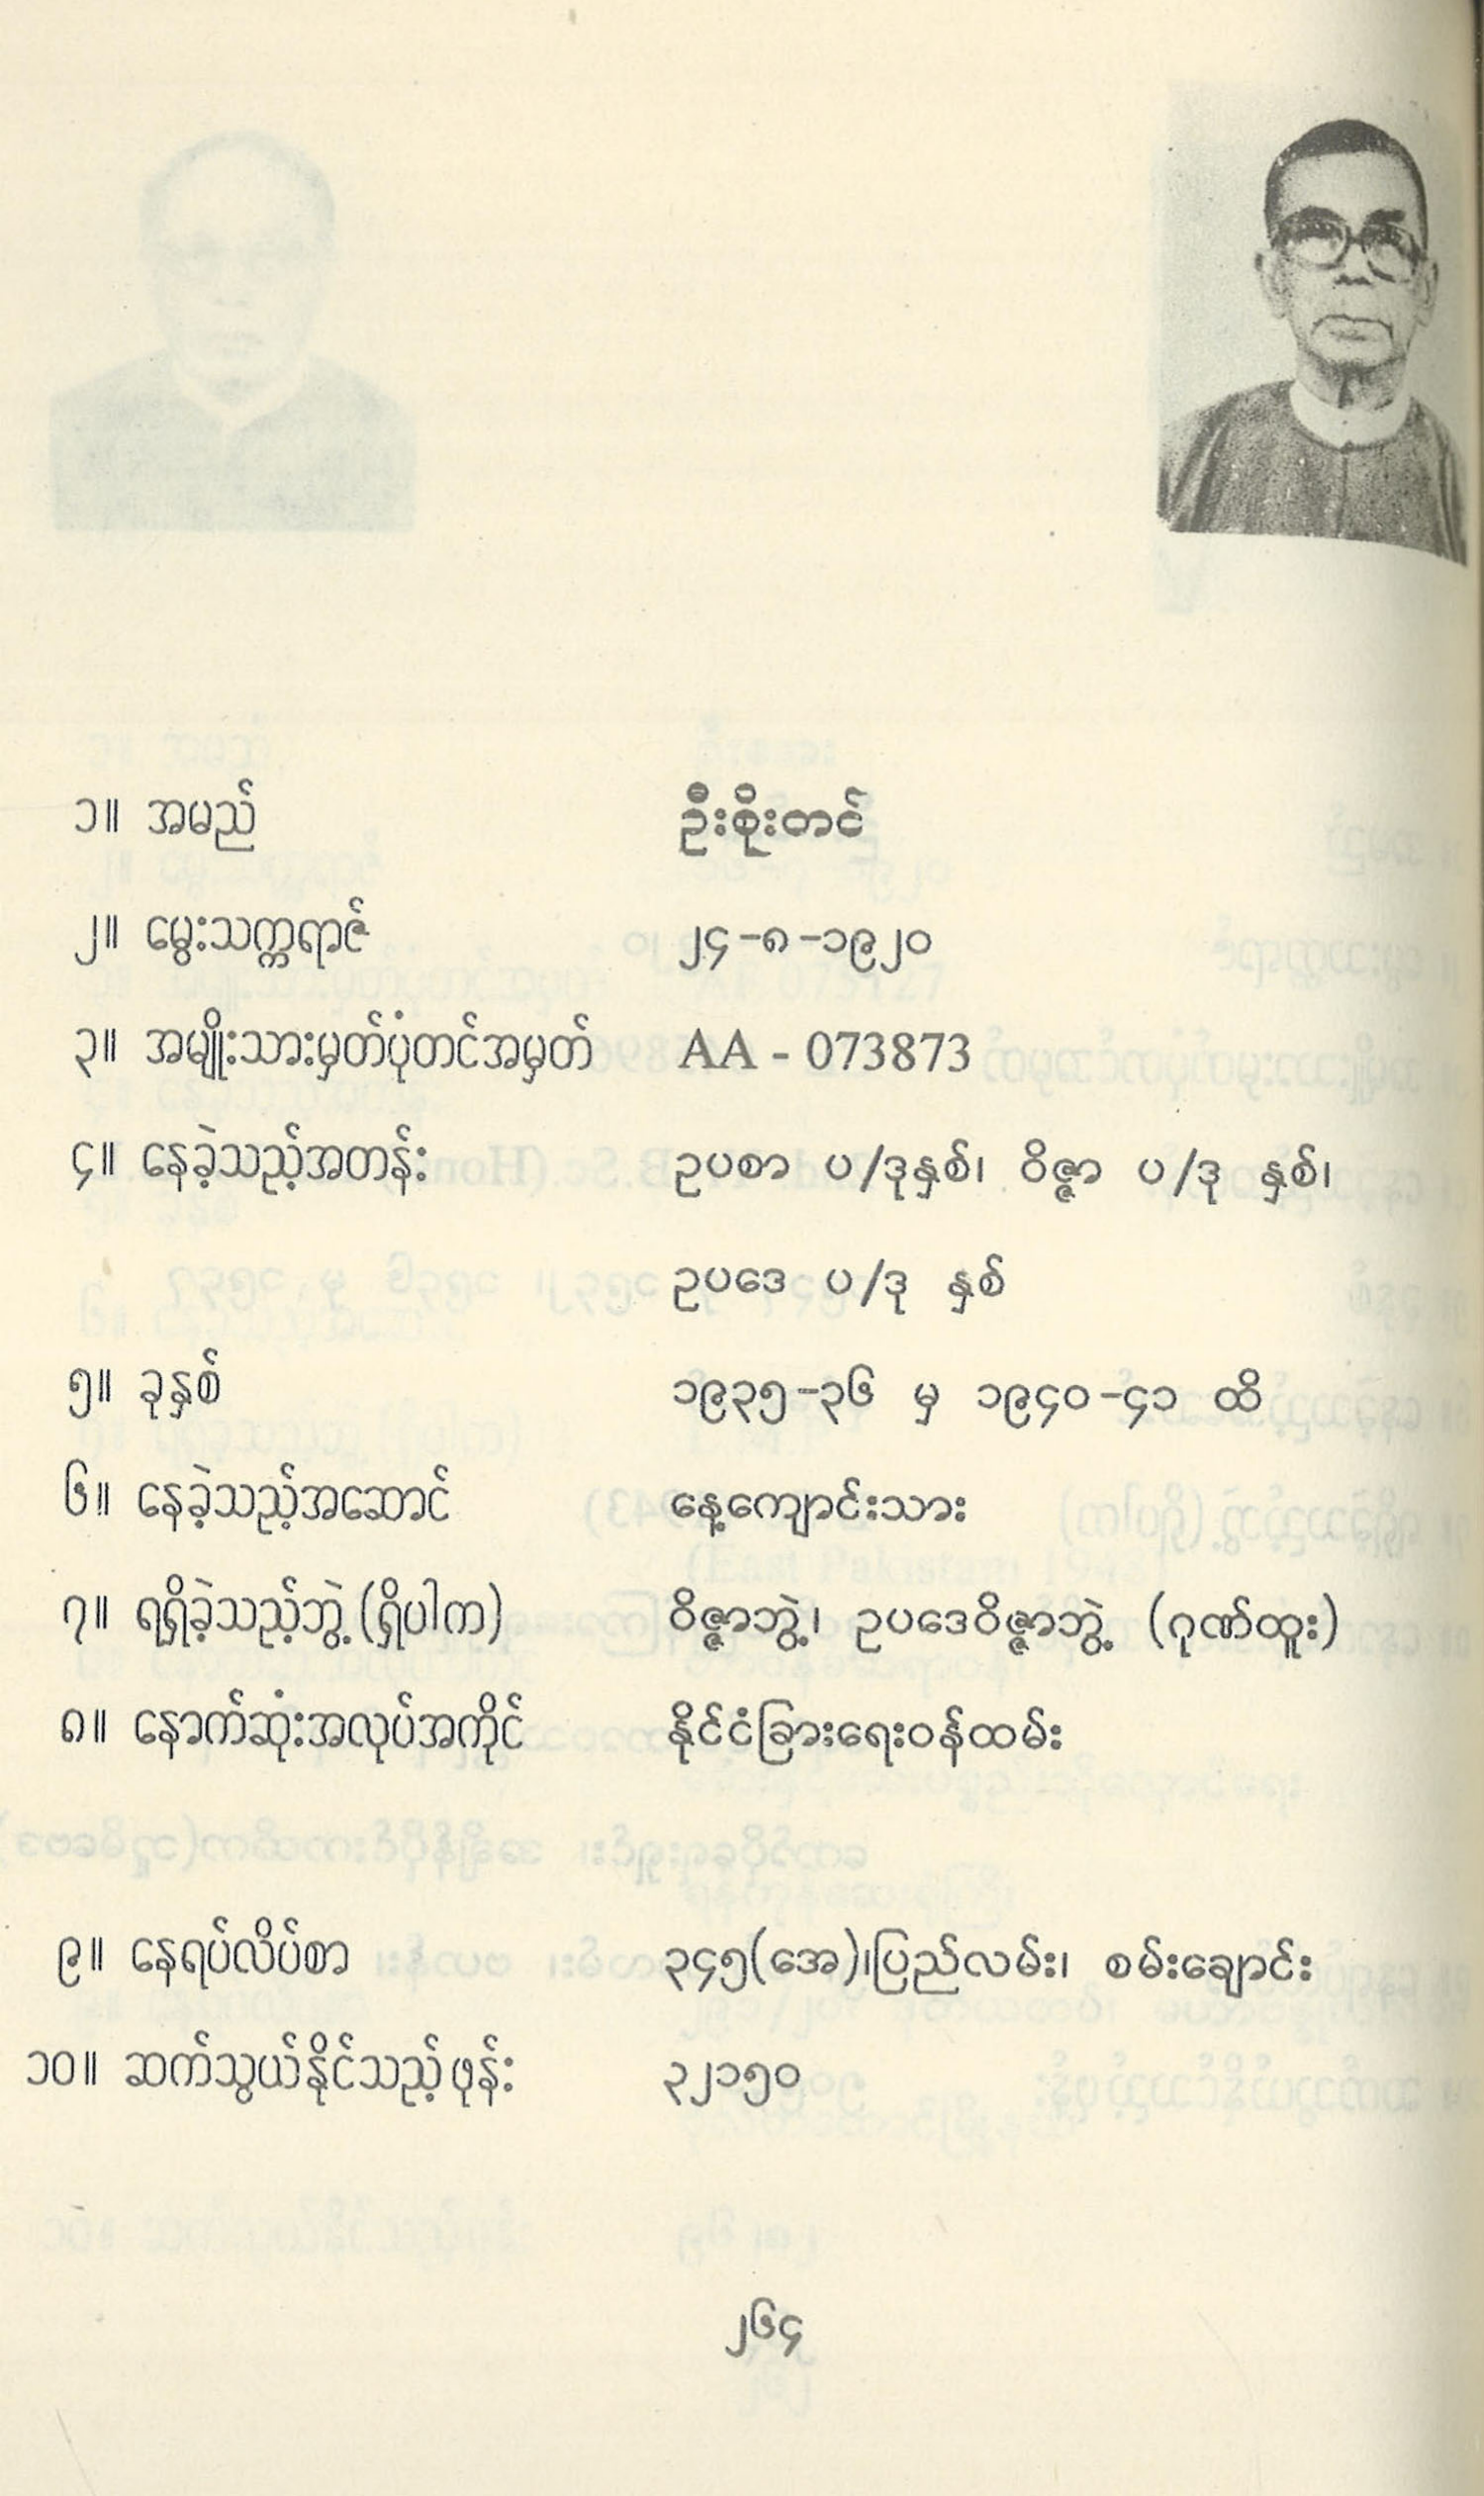 ၁။ အမည် ဦးစိုးတင်
၂။ မွေးသက္ကရာဇ် ၂၄-၈-၁၉၂၀
၃။ အမျိုးသားမှတ်ပုံတင်အမှတ် AA - 073873
၄။ နေခဲ့သည့်အတန်း ဥပစာ ပ/ဒုနှစ်၊ ဝိဇ္ဇာ ပ/ဒု နှစ်၊
ဥပဒေ ပ/ဒု နှစ်
၅။ ခုနှစ် ၁၉၃၅-၃၆ မှ ၁၉၄၀-၄၁ ထိ
၆။ နေခဲ့သည့်အဆောင် နေ့ကျောင်းသား
၇။ ရရှိခဲ့သည့်ဘွဲ့(ရှိပါက) ဝိဇ္ဇာဘွဲ့၊ ဥပဒေဝိဇ္ဇာဘွဲ့ (ဂုဏ်ထူး)
၈။ နောက်ဆုံးအလုပ်အကိုင် နိုင်ငံခြားရေးဝန်ထမ်း
၉။ နေရပ်လိပ်စာ ၃၄၅(အေ)၊ပြည်လမ်း၊ စမ်းချောင်း
၁၀။ ဆက်သွယ်နိုင်သည့်ဖုန်း ၃၂၁၅၀
၂၆၄